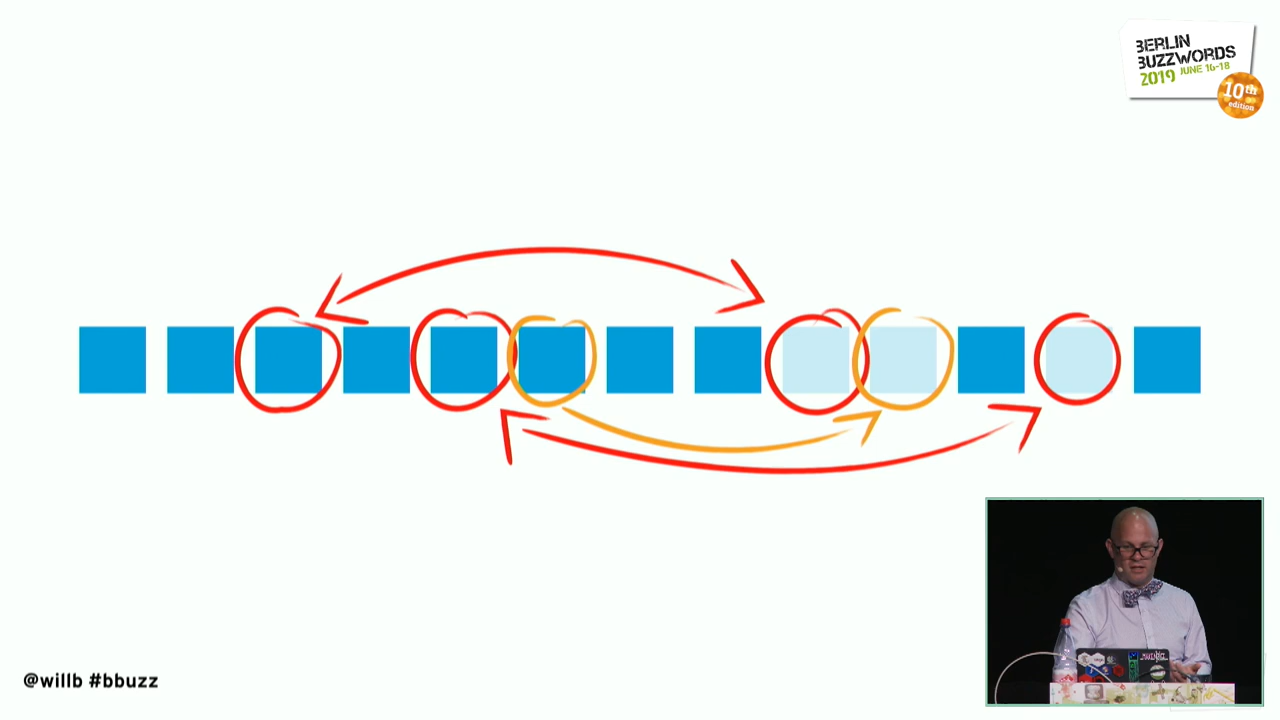 BERLIN
BUZZWORDS
2019 JUNE 16-18
10th
edition
@willb #bbuzz